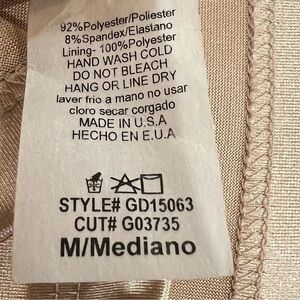 92%Polyester/Poliester
8%Spandex/Elastano
Lining- 100%Polyester
HAND WASH COLD
DO NOT BLEACH
HANG OR LINE DRY
laver frio a mano no usar
cloro secar corgado
MADE IN U.S.A
HECHO EN E.U.A
STYLE# GD15063
CUT# G03735
M/Mediano